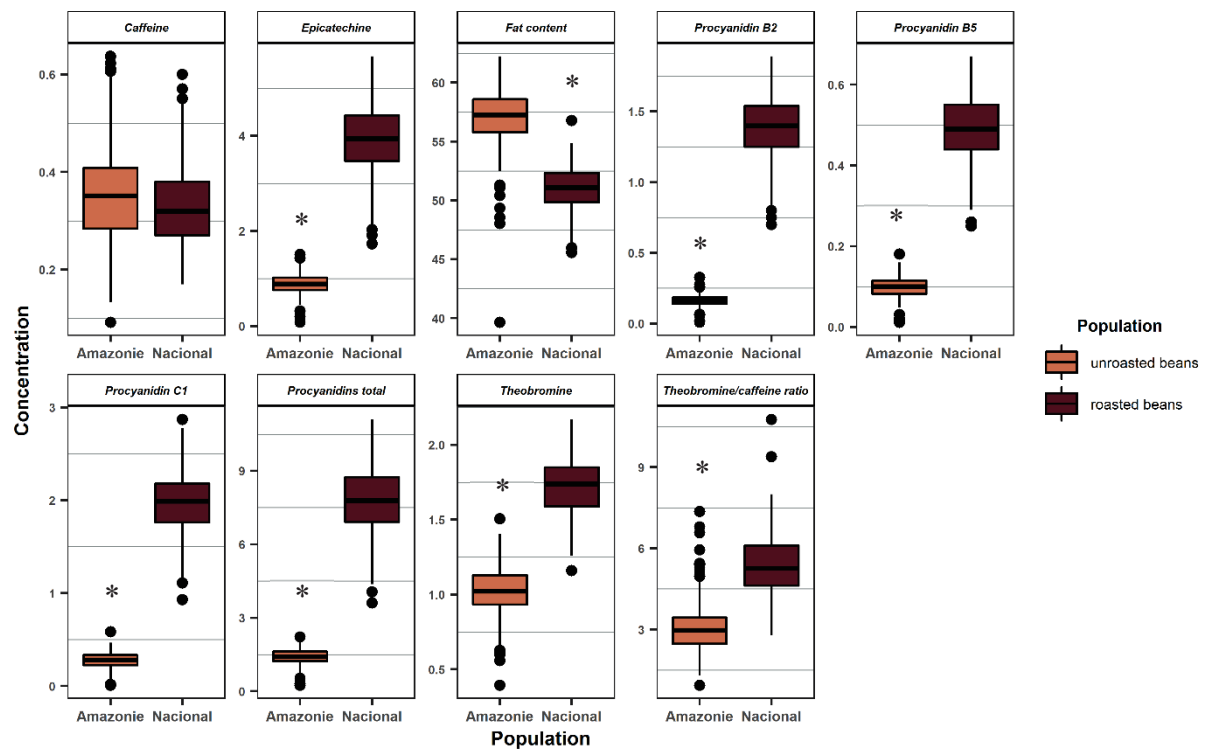 Caffeine
Epicatechine
Fat content
Procyanidin B2
Procyanidin B5
0.6
0.4
0.2
4
2
0
60
55
50
45
40
1.5
1.0
0.5
0.0
0.6
0.4
0.2
0.0
*
*
*
*
Amazonie Nacional
Amazonie Nacional
Amazonie Nacional
Amazonie Nacional
Amazonie Nacional
Concentration
Procyanidin C1
Procyanidins total
Theobromine
Theobromine/caffeine ratio
3
2
1
0
9
6
3
0
2.0
1.5
1.0
0.5
9
6
3
*
*
*
*
Amazonie Nacional
Amazonie Nacional
Amazonie Nacional
Amazonie Nacional
Population
Population
unroasted beans
roasted beans